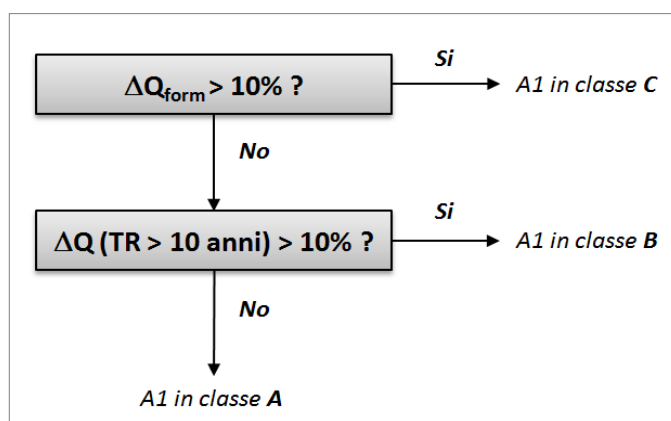 ΔQform > 10% ?
Si
A1 in classe C
No
ΔQ (TR > 10 anni) > 10% ?
Si
A1 in classe B
No
A1 in classe A